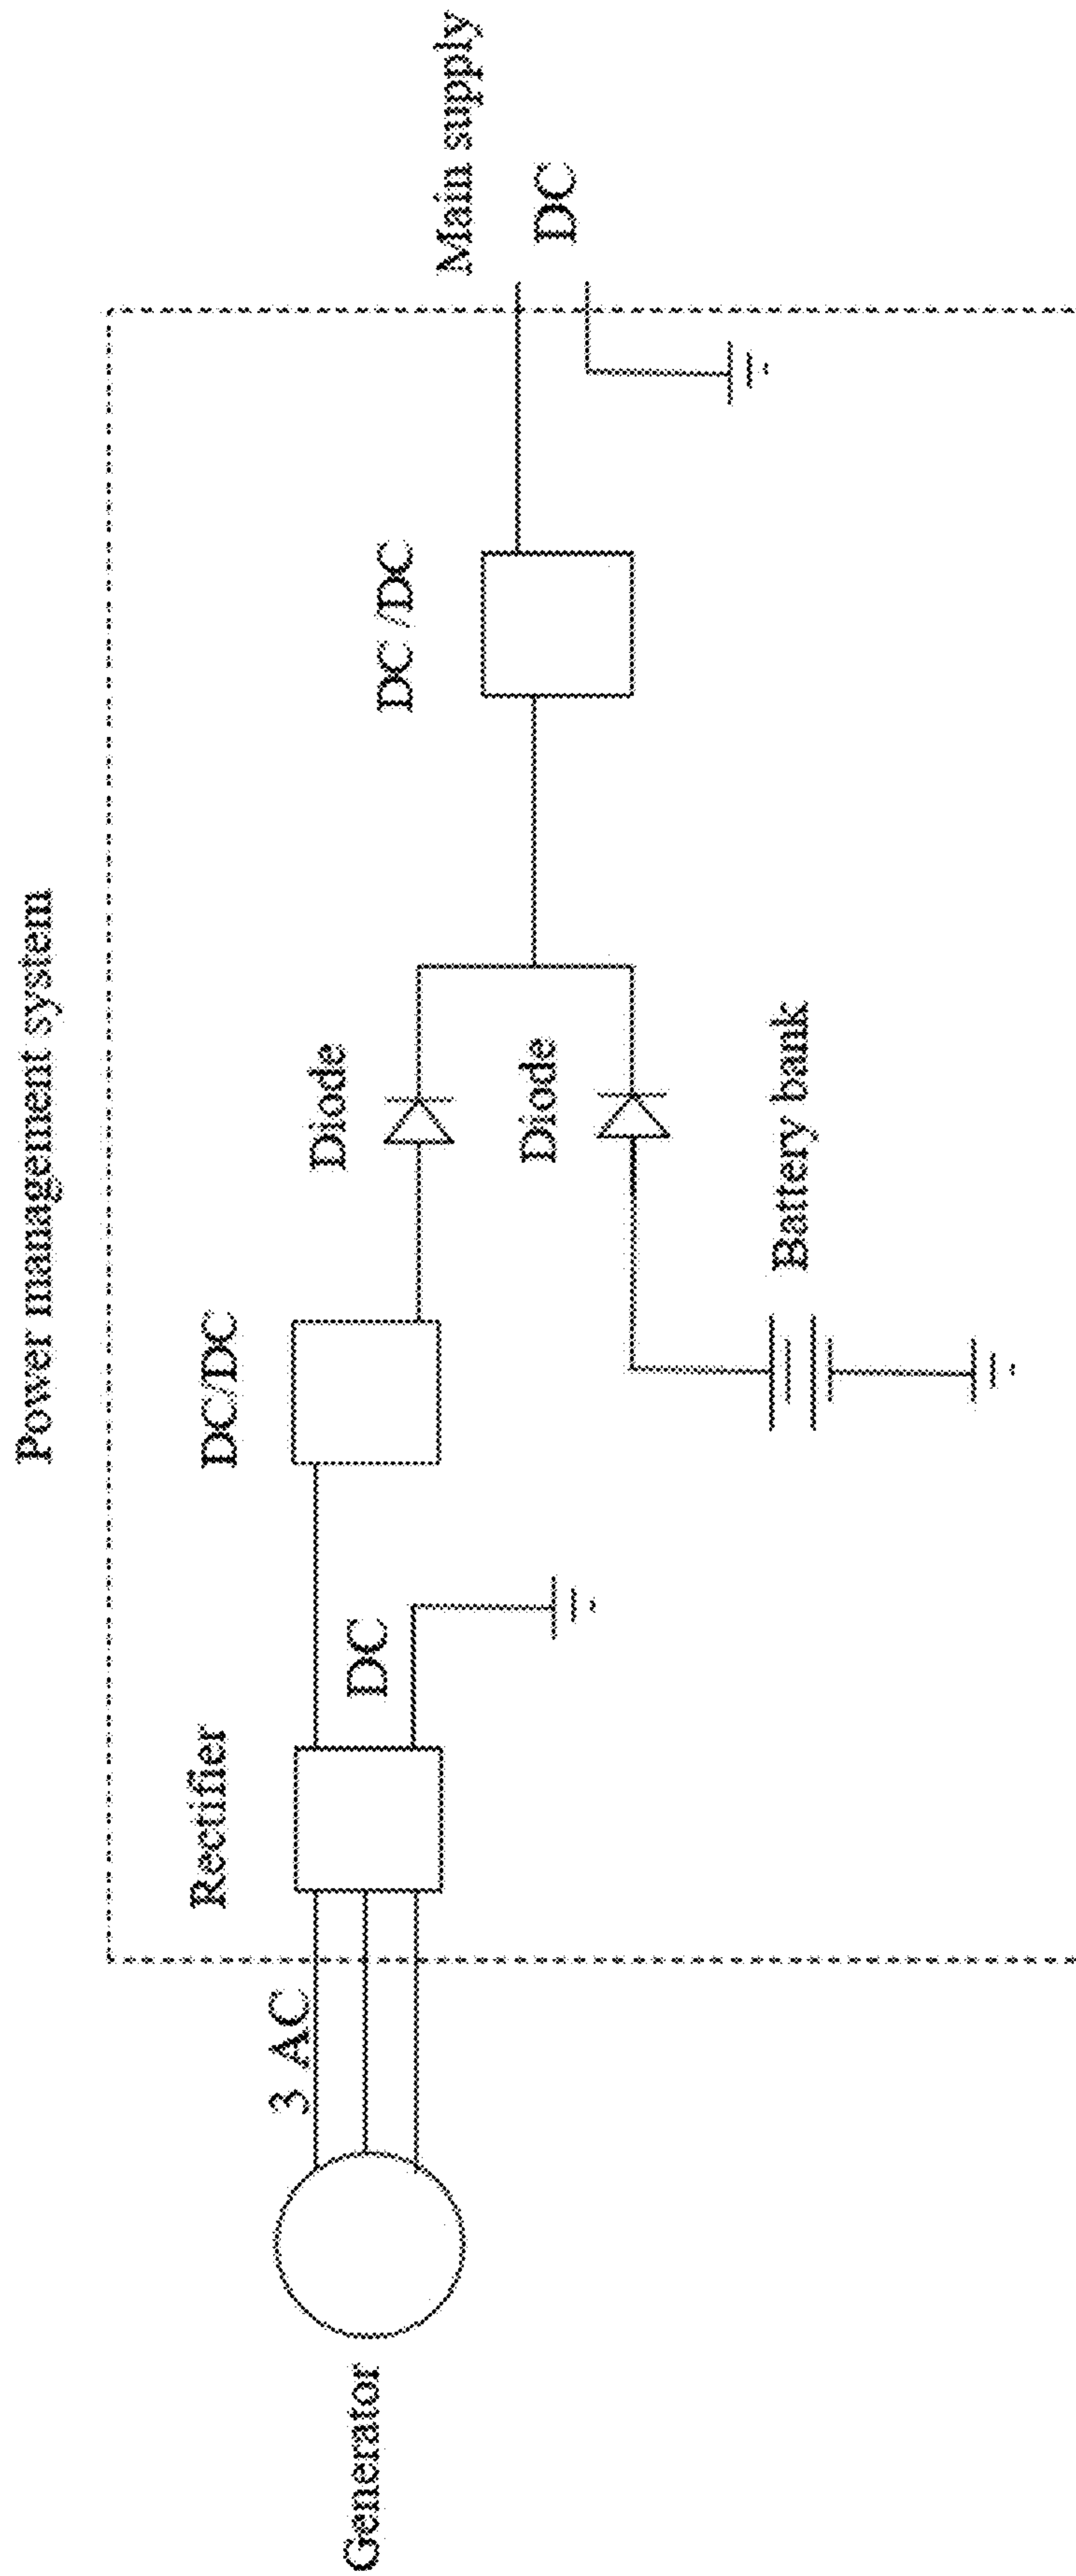 Power management system
Main supply
DC
DC /DC
Diode
Diode
Battery bank
DC/DC
DC
Rectifier
3 AC
Generator